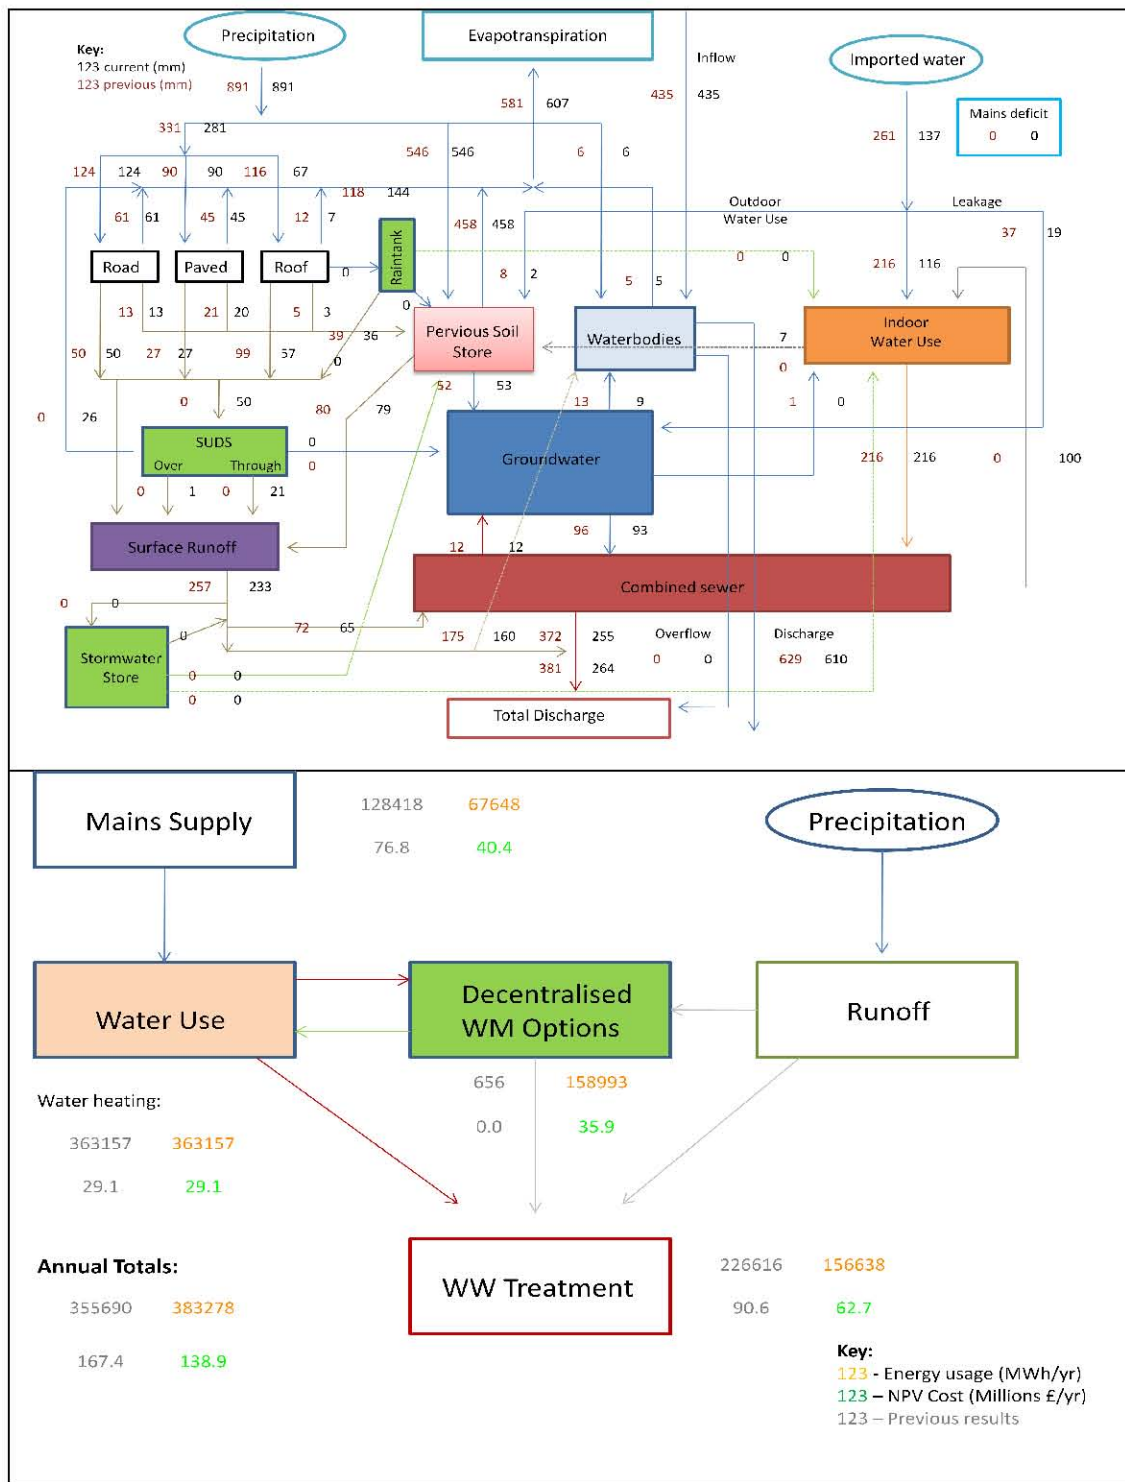 Precipitation
Evapotranspiration
Key:
123 current (mm)
123 previous (mm)
Inflow
Imported water
891 891
581 607
435 435
Mains deficit
0 0
331 281
261 137
546 546
6 6
124 124 90 90 116 67
118 144
Outdoor
Water Use
Leakage
61 61 45 45 12 7
458 458
37 19
Road
Paved
Roof
0
Raintank
8 2
5 5
0 0
216 116
0
13 13 21 20 5 3
39 36
Pervious Soil
Store
Waterbodies
7
0
Indoor
Water Use
50 50 27 27 99 57
0
52 53
13 9
1 0
0 26
0 50
80 79
SUDS
Over Through
0
0
Groundwater
216 216
0 100
0 1 0 21
Surface Runoff
12 12
96 93
257 233
Combined sewer
0 0
0
72 65
175 160 372 255
Overflow
0 0
Discharge
629 610
381 264
Stormwater
Store
0 0
0 0
Total Discharge
Mains Supply
128418 67648
76.8 40.4
Precipitation
Water Use
Decentralised
WM Options
Runoff
656 158993
0.0 35.9
Water heating:
363157 363157
29.1 29.1
Annual Totals:
355690 383278
167.4 138.9
WW Treatment
226616 156638
90.6 62.7
Key:
123 - Energy usage (MWh/yr)
123 – NPV Cost (Millions £/yr)
123 – Previous results